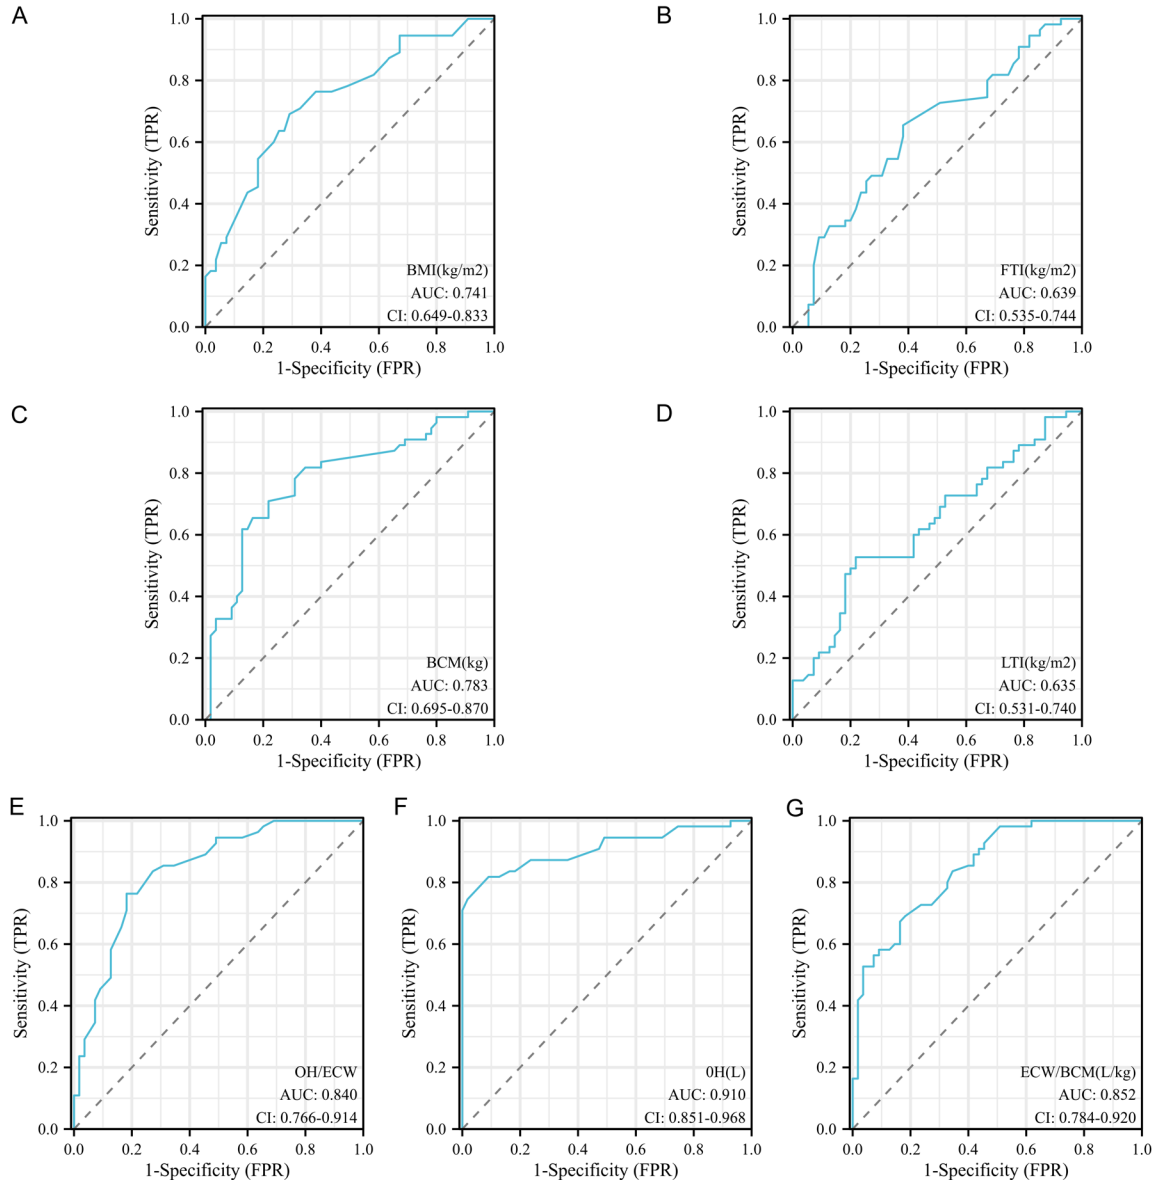 A
B
1.0
0.8
0.6
0.4
0.2
0.0
Sensitivity (TPR)
BMI(kg/m2)
AUC: 0.741
CI: 0.649-0.833
0.0 0.2 0.4 0.6 0.8 1.0
1-Specificity (FPR)
1.0
0.8
0.6
0.4
0.2
0.0
Sensitivity (TPR)
FTI(kg/m2)
AUC: 0.639
CI: 0.535-0.744
0.0 0.2 0.4 0.6 0.8 1.0
1-Specificity (FPR)
C
D
1.0
0.8
0.6
0.4
0.2
0.0
Sensitivity (TPR)
BCM(kg)
AUC: 0.783
CI: 0.695-0.870
0.0 0.2 0.4 0.6 0.8 1.0
1-Specificity (FPR)
1.0
0.8
0.6
0.4
0.2
0.0
Sensitivity (TPR)
LTI(kg/m2)
AUC: 0.635
CI: 0.531-0.740
0.0 0.2 0.4 0.6 0.8 1.0
1-Specificity (FPR)
E
F
G
1.0
0.8
0.6
0.4
0.2
0.0
Sensitivity (TPR)
OH/ECW
AUC: 0.840
CI: 0.766-0.914
0.0 0.2 0.4 0.6 0.8 1.0
1-Specificity (FPR)
1.0
0.8
0.6
0.4
0.2
0.0
Sensitivity (TPR)
0H(L)
AUC: 0.910
CI: 0.851-0.968
0.0 0.2 0.4 0.6 0.8 1.0
1-Specificity (FPR)
1.0
0.8
0.6
0.4
0.2
0.0
Sensitivity (TPR)
ECW/BCM(L/kg)
AUC: 0.852
CI: 0.784-0.920
0.0 0.2 0.4 0.6 0.8 1.0
1-Specificity (FPR)